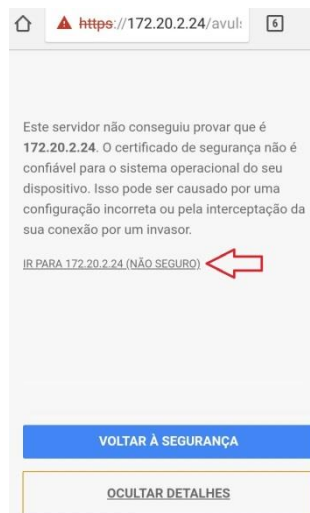 https://172.20.2.24/avul
6
Este servidor não conseguiu provar que é
172.20.2.24. O certificado de segurança não é
confiável para o sistema operacional do seu
dispositivo. Isso pode ser causado por uma
configuração incorreta ou pela interceptação da
sua conexão por um invasor.
IR PARA 172.20.2.24 (NÃO SEGURO)
VOLTAR À SEGURANÇA
OCULTAR DETALHES